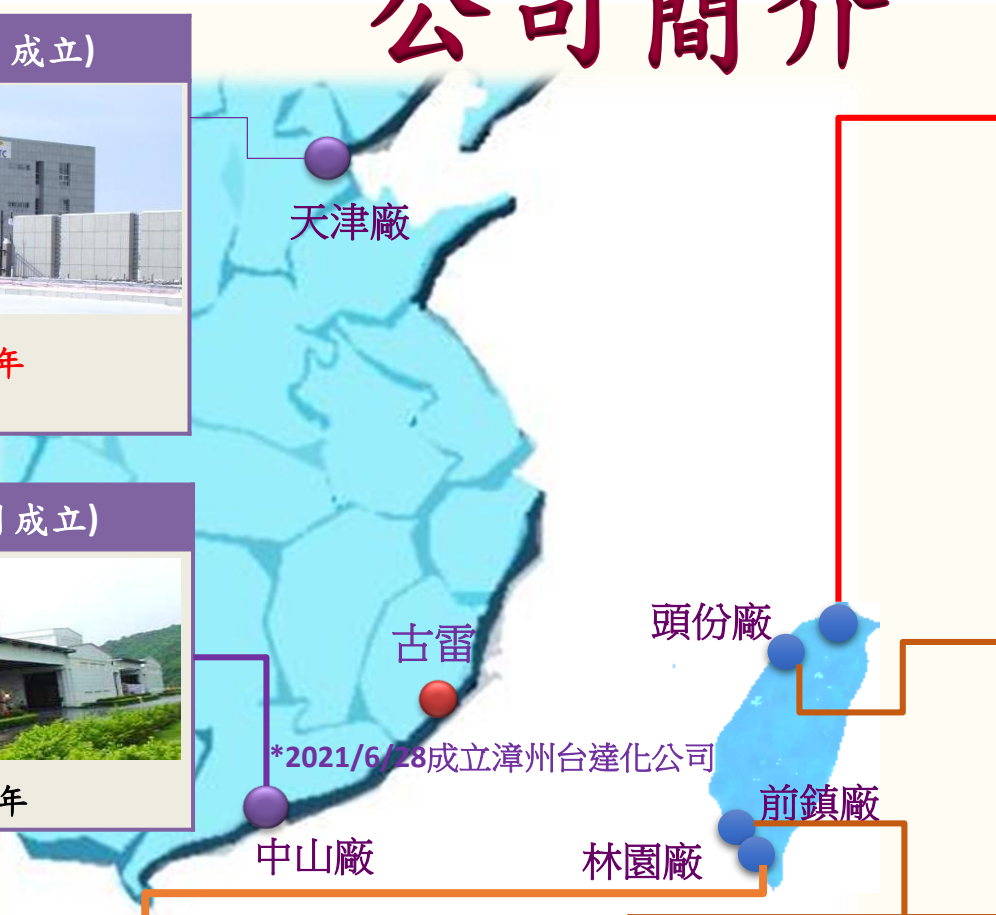 公司簡介
成立)
天津廠
年
成立)
年
古雷
*2021/6/28成立漳州台達化公司
中山廠
頭份廠
前鎮廠
林園廠